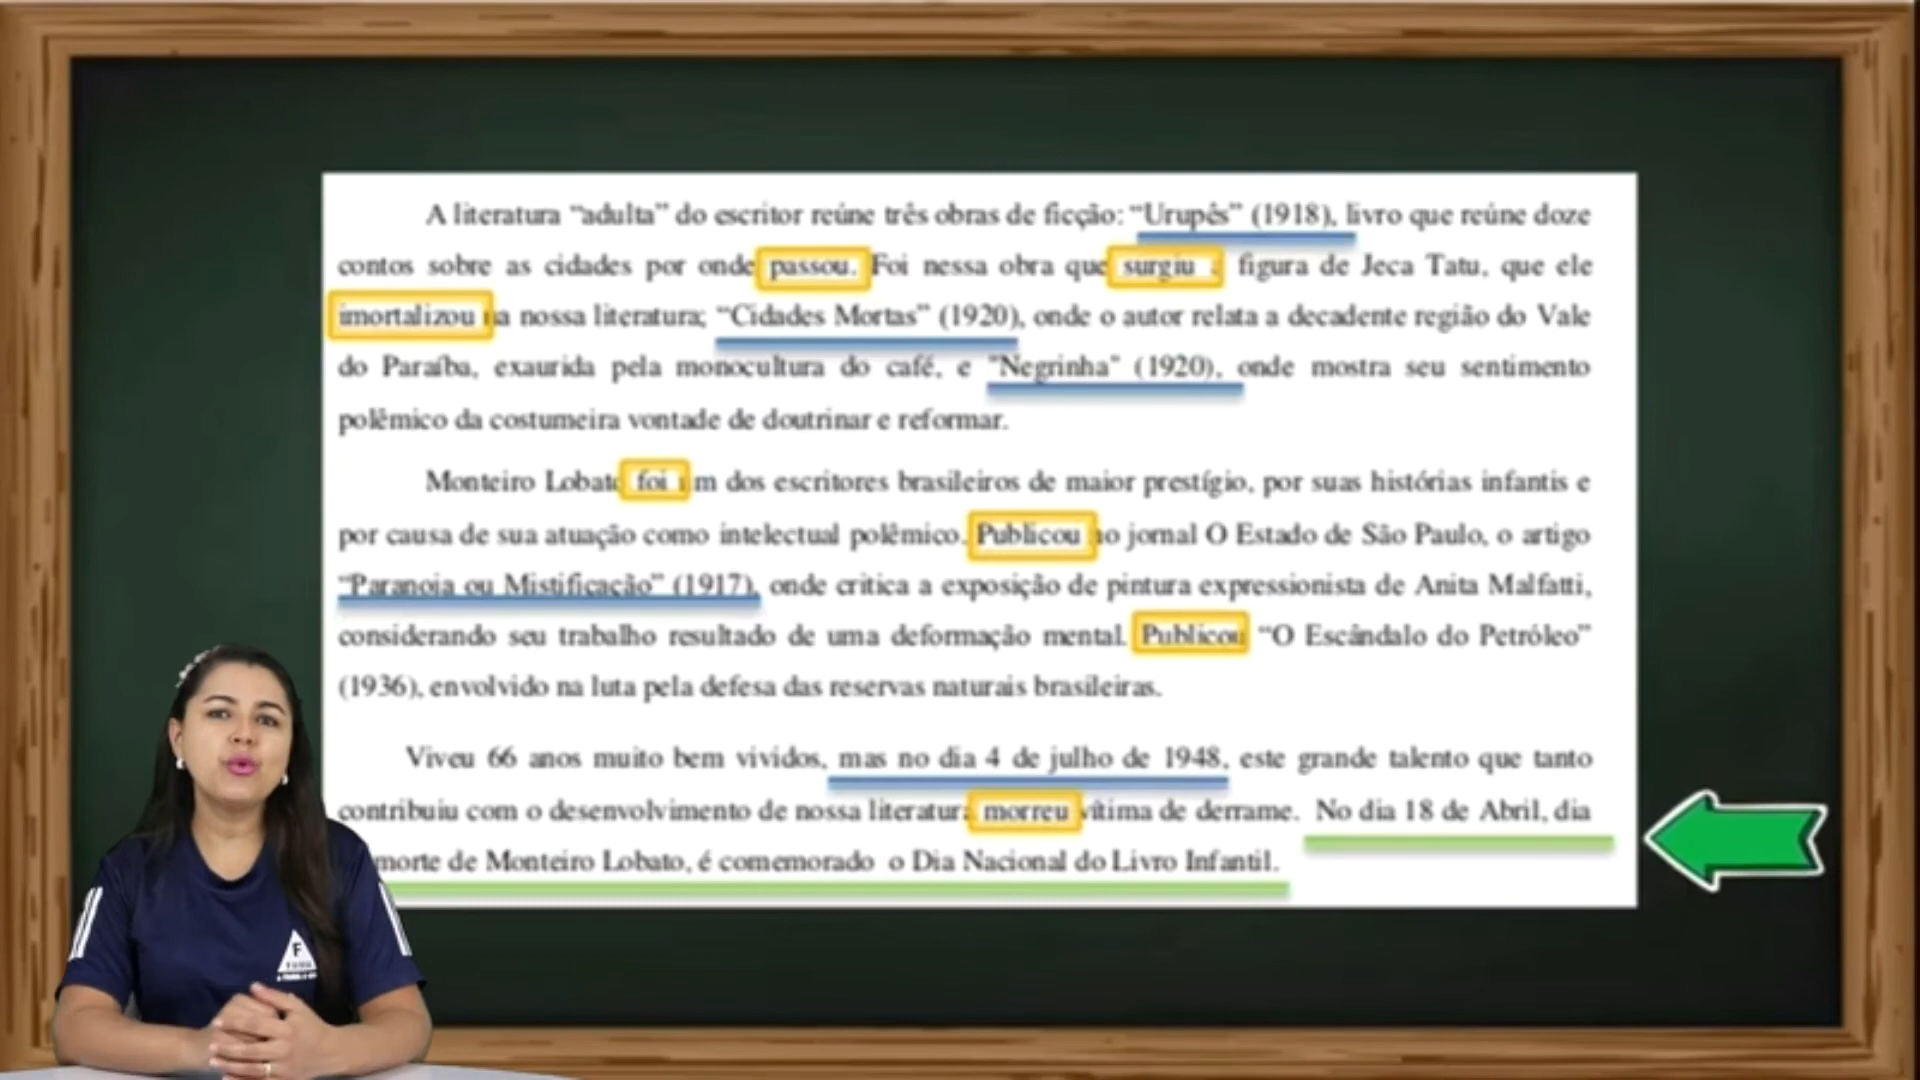 A literatura “adulta” do escritor reúne três obras de ficção: “Urupês” (1918), livro que reúne doze
contos sobre as cidades por onde passou. Foi nessa obra que surgiu a figura de Jeca Tatu, que ele
imortalizou na nossa literatura; “Cidades Mortas” (1920), onde o autor relata a decadente região do Vale
do Paraíba, exaurida pela monocultura do café, e "Negrinha" (1920), onde mostra seu sentimento
polêmico da costumeira vontade de doutrinar e reformar.
Monteiro Lobato foi um dos escritores brasileiros de maior prestígio, por suas histórias infantis e
por causa de sua atuação como intelectual polêmico. Publicou no jornal O Estado de São Paulo, o artigo
“Paranoia ou Mistificação” (1917), onde critica a exposição de pintura expressionista de Anita Malfatti,
considerando seu trabalho resultado de uma deformação mental. Publicou “O Escândalo do Petróleo”
(1936), envolvido na luta pela defesa das reservas naturais brasileiras.
Viveu 66 anos muito bem vividos, mas no dia 4 de julho de 1948, este grande talento que tanto
contribuiu com o desenvolvimento de nossa literatura morreu vítima de derrame. No dia 18 de Abril, dia
morte de Monteiro Lobato, é comemorado o Dia Nacional do Livro Infantil.
F